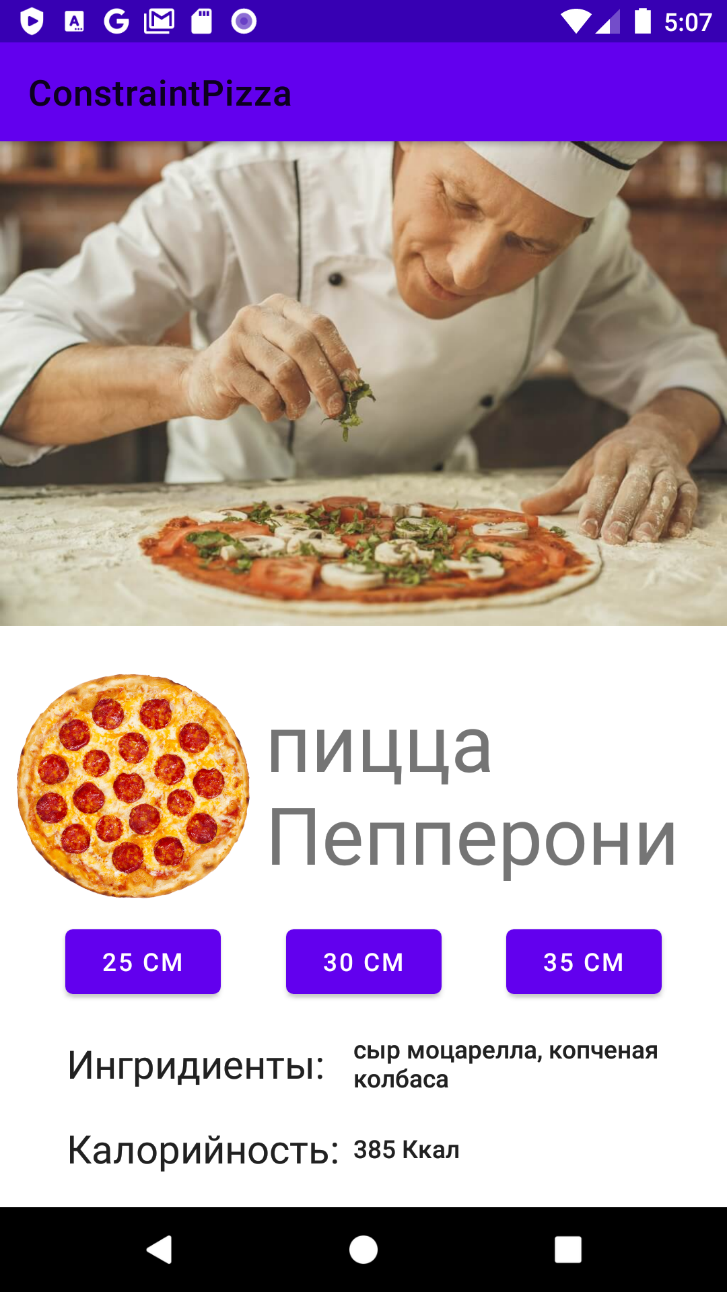 5:07
ConstraintPizza
пицца
Пепперони
25 СМ
30 СМ
35 СМ
Ингридиенты:
сыр моцарелла, копченая
колбаса
Калорийность:
385 Ккал